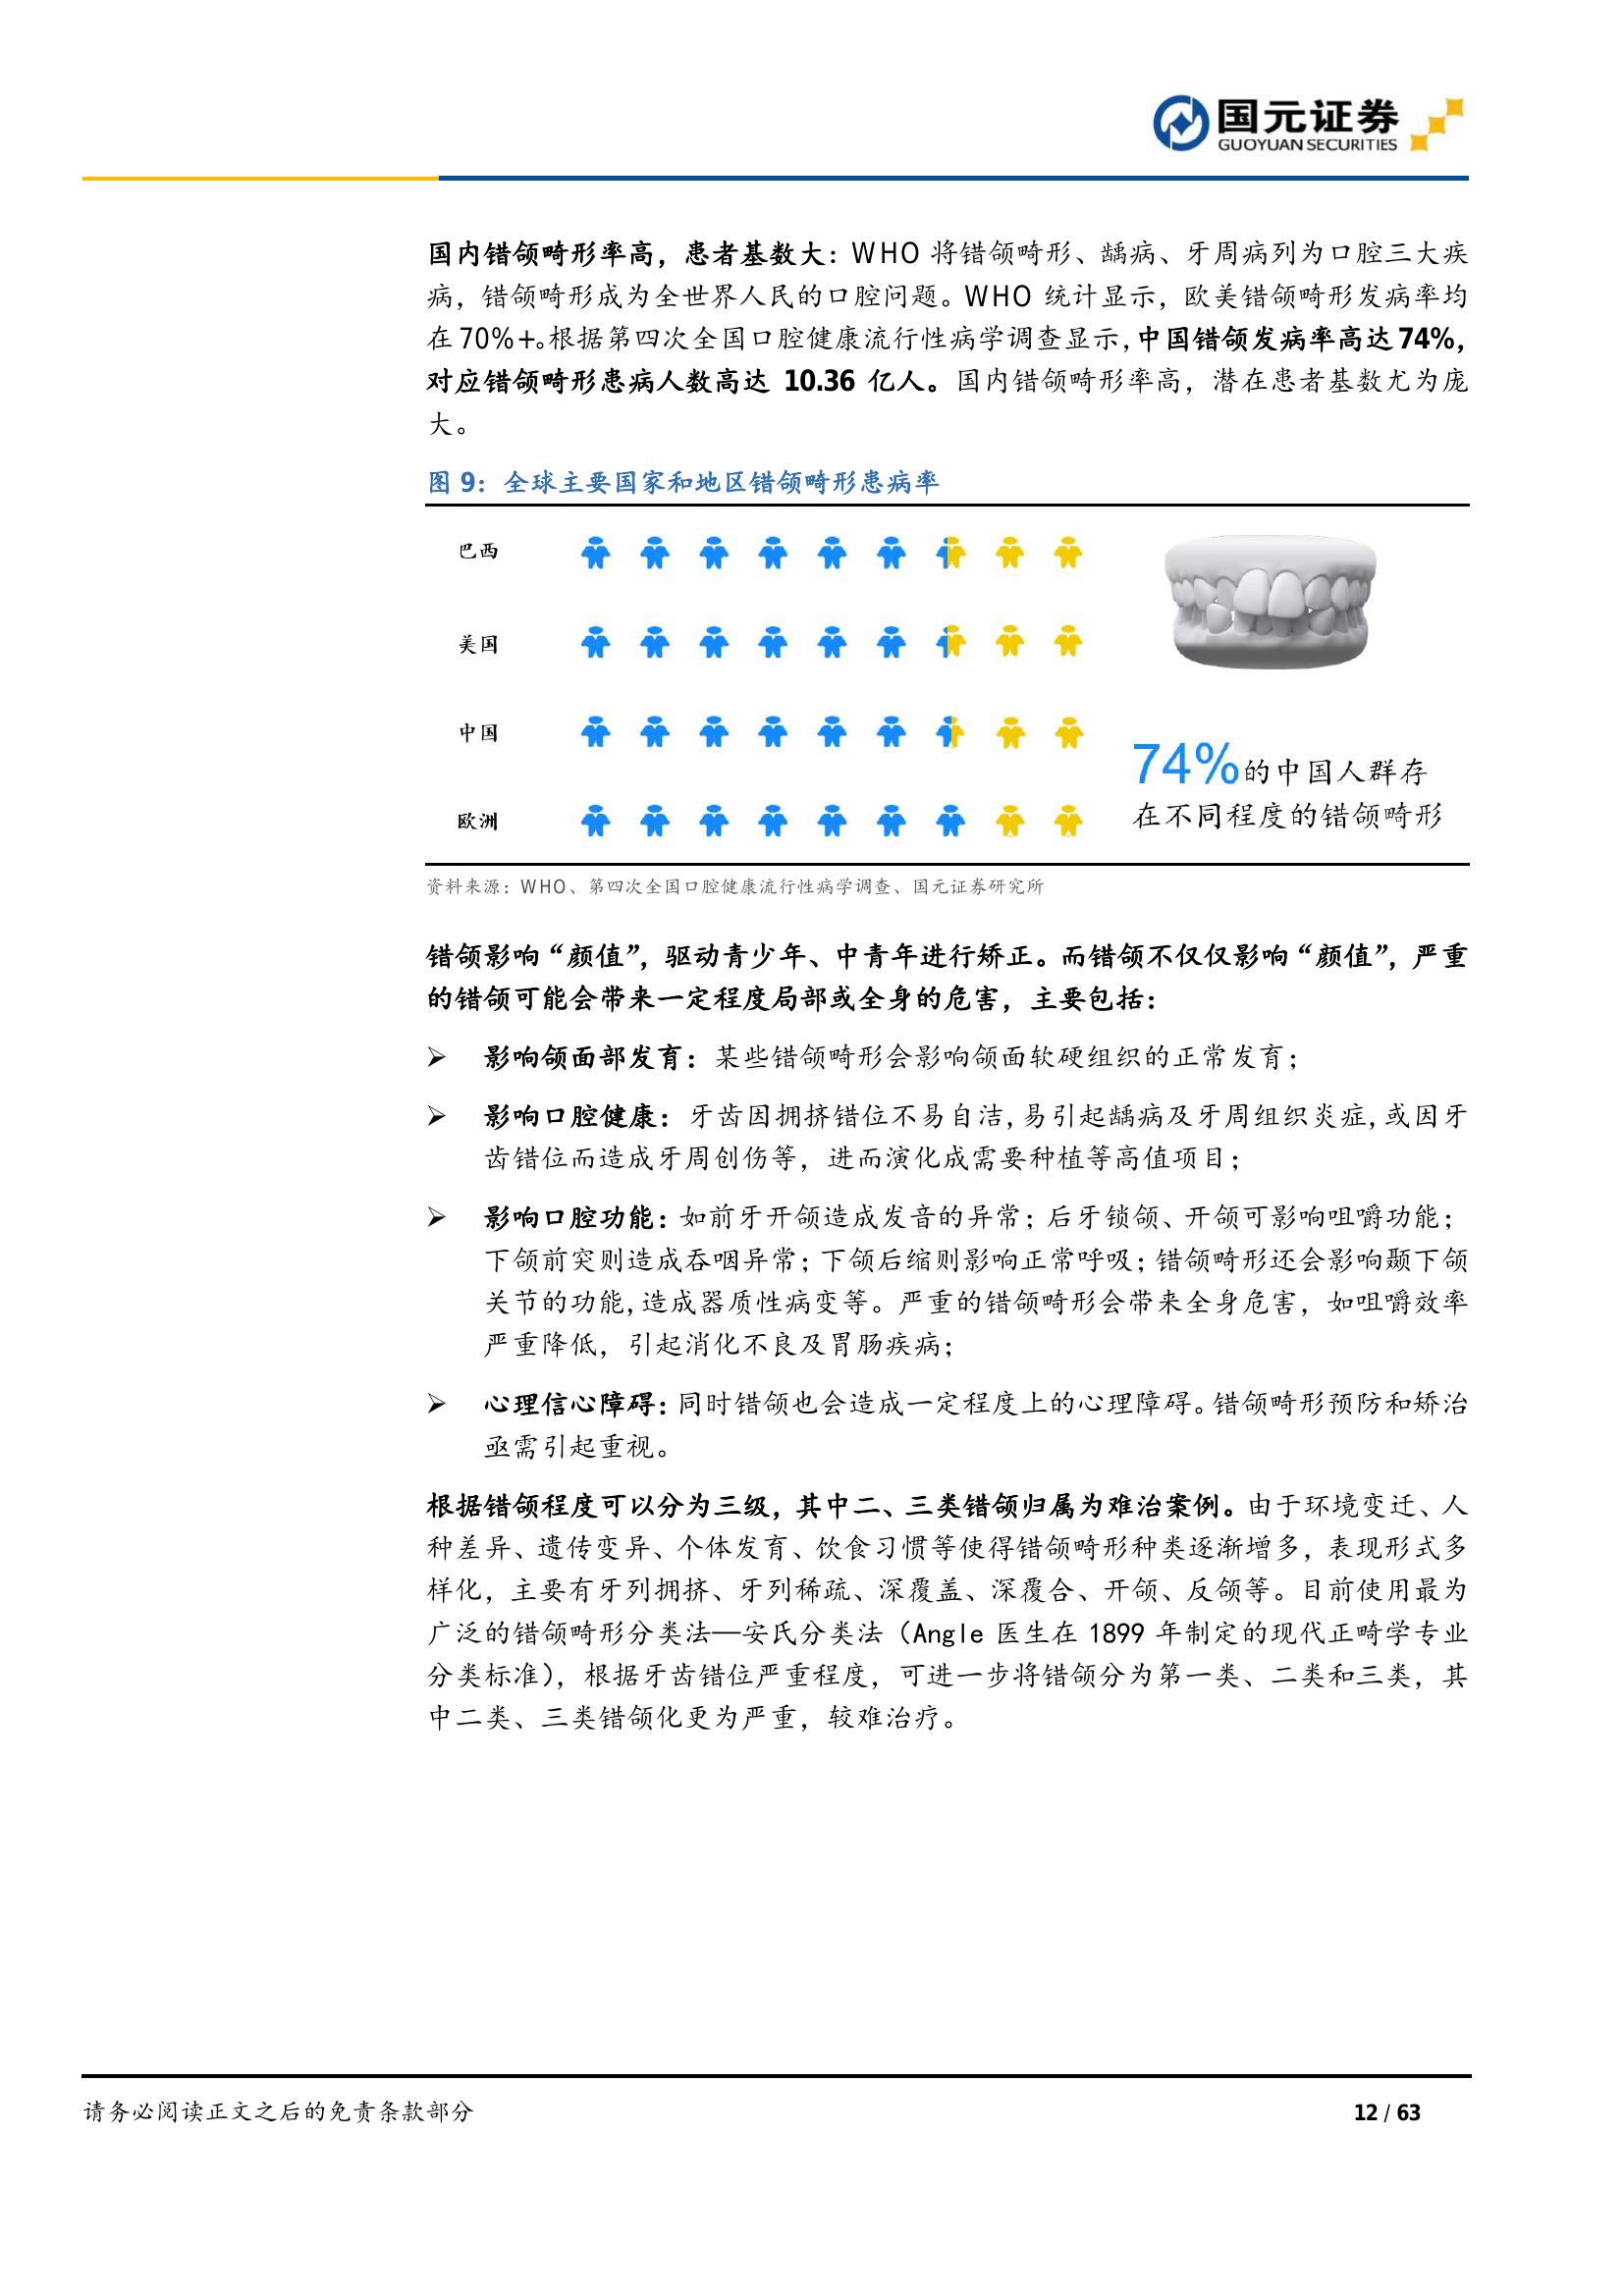 国元证券
GUOYUAN SECURITIES
国内错颌畸形率高，患者基数大：WHO 将错颌畸形、龋病、牙周病列为口腔三大疾
病，错颌畸形成为全世界人民的口腔问题。WHO 统计显示，欧美错颌畸形发病率均
在 70%+。根据第四次全国口腔健康流行性病学调查显示，中国错颌发病率高达 74%，
对应错颌畸形患病人数高达 10.36 亿人。国内错颌畸形率高，潜在患者基数尤为庞
大。
图 9：全球主要国家和地区错颌畸形患病率
巴西
美国
中国
欧洲
74%的中国人群存
在不同程度的错颌畸形
资料来源：WHO、第四次全国口腔健康流行性病学调查、国元证券研究所
错颌影响“颜值”，驱动青少年、中青年进行矫正。而错颌不仅仅影响“颜值”，严重
的错颌可能会带来一定程度局部或全身的危害，主要包括：
➢ 影响颌面部发育：某些错颌畸形会影响颌面软硬组织的正常发育；
➢ 影响口腔健康：牙齿因拥挤错位不易自洁,易引起龋病及牙周组织炎症,或因牙
齿错位而造成牙周创伤等，进而演化成需要种植等高值项目；
➢ 影响口腔功能：如前牙开颌造成发音的异常；后牙锁颌、开颌可影响咀嚼功能；
下颌前突则造成吞咽异常；下颌后缩则影响正常呼吸；错颌畸形还会影响颞下颌
关节的功能,造成器质性病变等。严重的错颌畸形会带来全身危害，如咀嚼效率
严重降低，引起消化不良及胃肠疾病；
➢ 心理信心障碍：同时错颌也会造成一定程度上的心理障碍。错颌畸形预防和矫治
亟需引起重视。
根据错颌程度可以分为三级，其中二、三类错颌归属为难治案例。由于环境变迁、人
种差异、遗传变异、个体发育、饮食习惯等使得错颌畸形种类逐渐增多，表现形式多
样化，主要有牙列拥挤、牙列稀疏、深覆盖、深覆合、开颌、反颌等。目前使用最为
广泛的错颌畸形分类法—安氏分类法（Angle 医生在 1899 年制定的现代正畸学专业
分类标准），根据牙齿错位严重程度，可进一步将错颌分为第一类、二类和三类，其
中二类、三类错颌化更为严重，较难治疗。
请务必阅读正文之后的免责条款部分
12 / 63